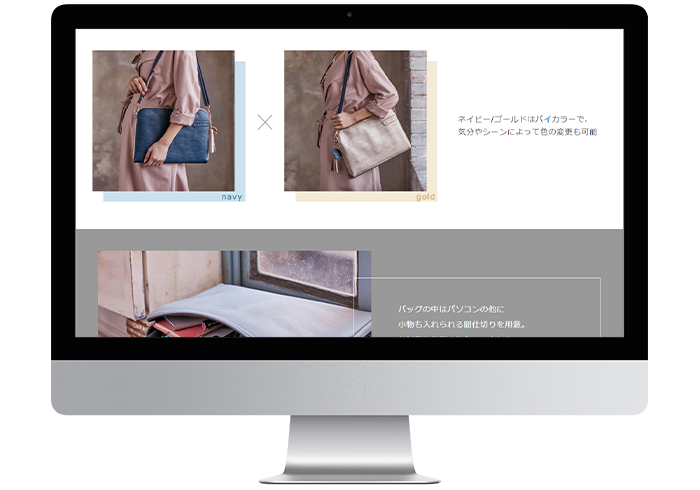 navy
gold
ネイビー/ゴールドはバイカラーで、
気分やシーンによって色の変更も可能
バッグの中はパソコンの他に
小物も入れられる間仕切りを用意。